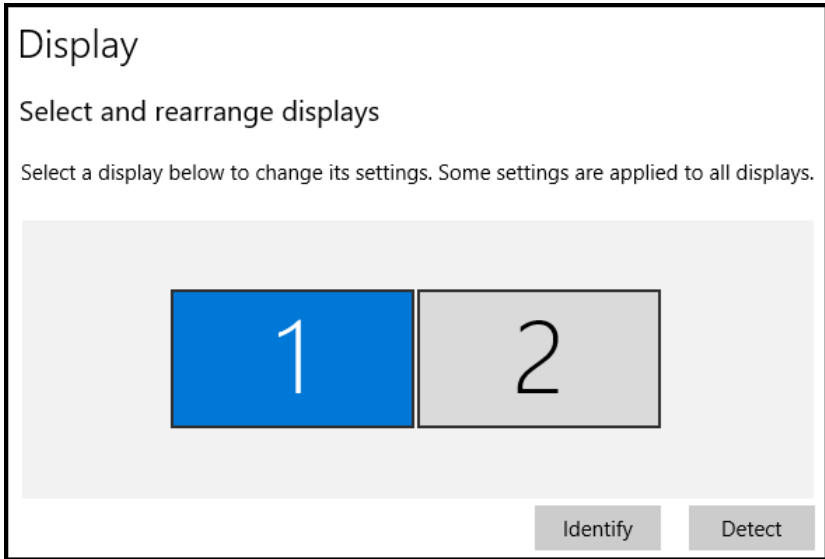 Display
Select and rearrange displays
Select a display below to change its settings. Some settings are applied to all displays.
1 2
Identify Detect